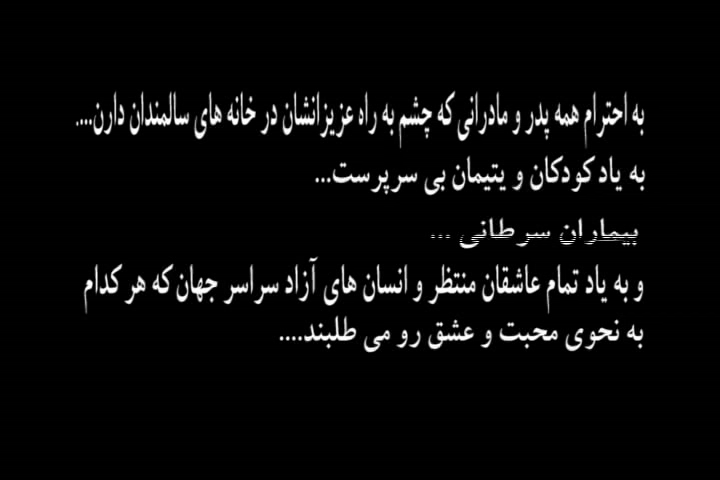 به احترام همه پدر و مادرانی که چشم به راه عزیزانشان در خانه های سالمندان دارن....
به یاد کودکان و یتیمان بی سرپرست...
بیماران سرطانی ...
و به یاد تمام عاشقان منتظر و انسان های آزاد سراسر جهان که هر کدام
به نحوی محبت و عشق رو می طلبند....